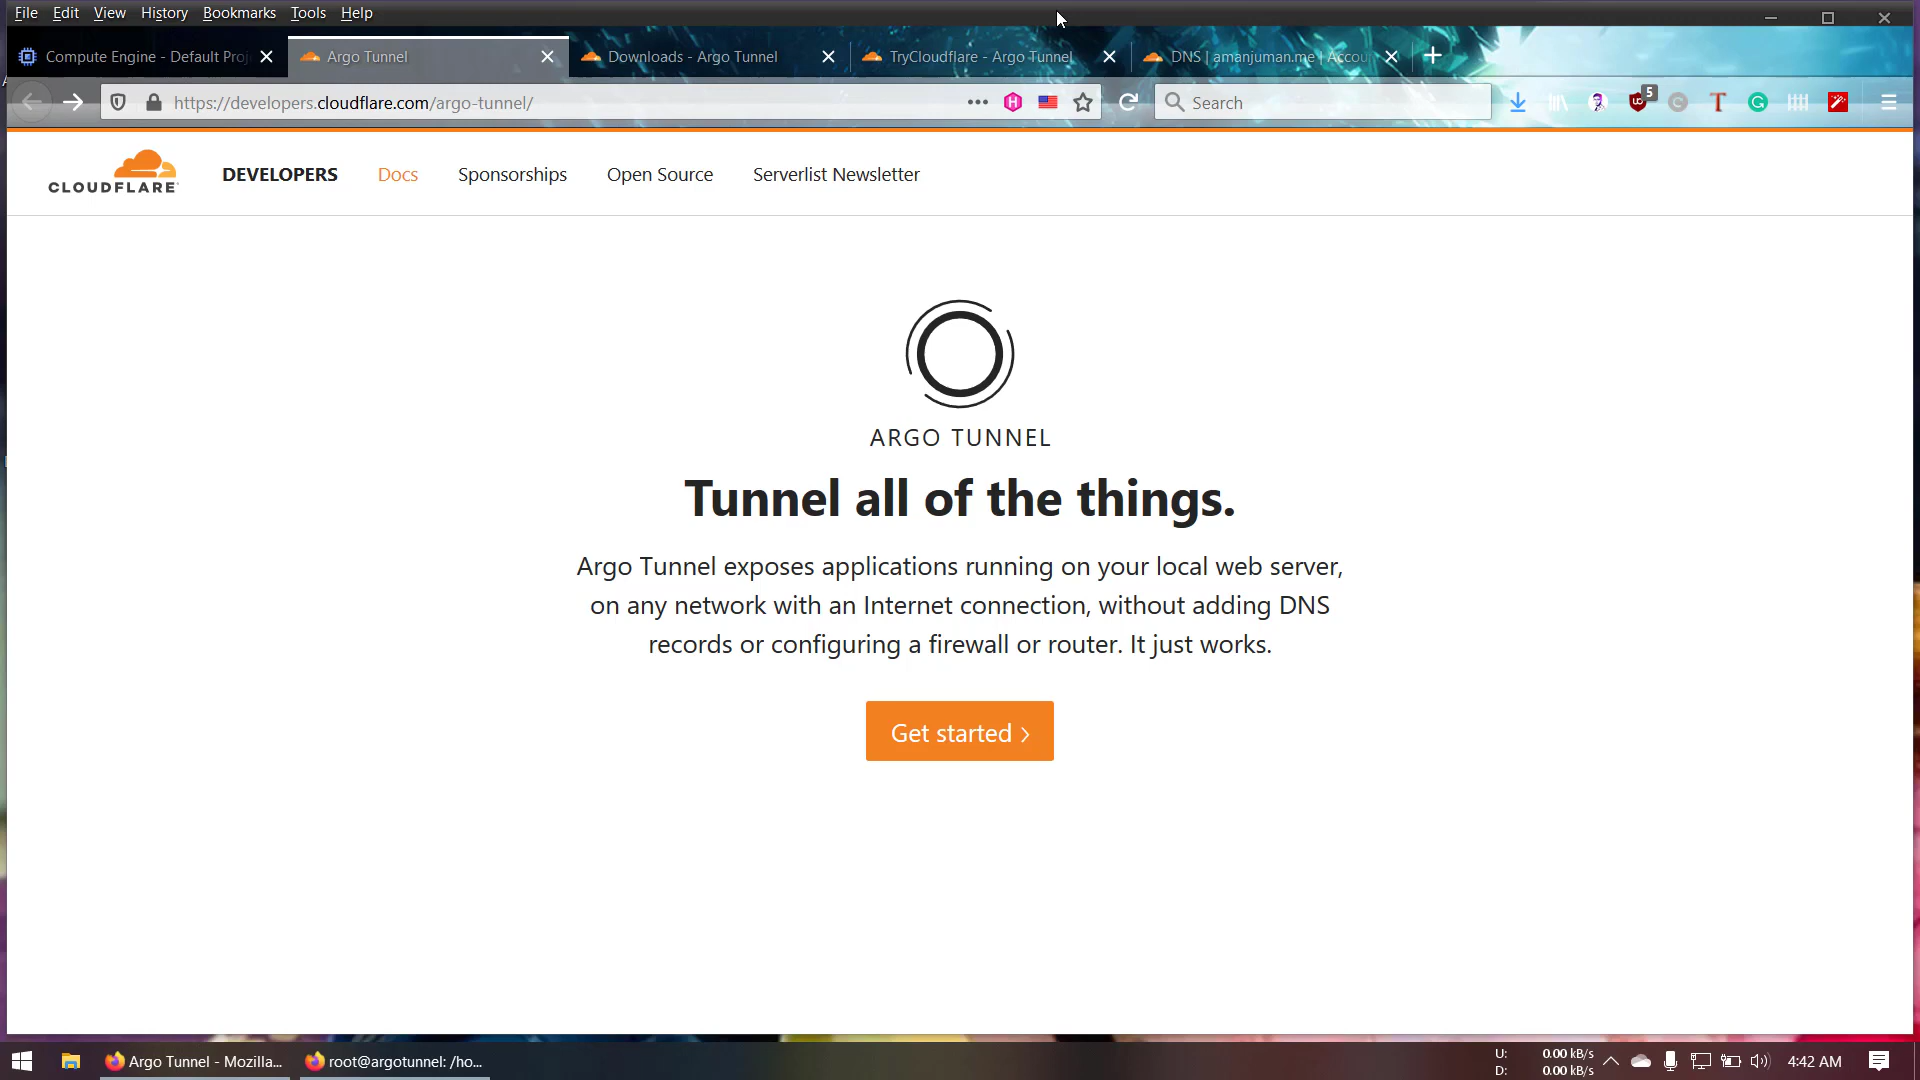 File Edit View History Bookmarks Tools Help
Compute Engine - Default Proj
Argo Tunnel
Downloads - Argo Tunnel
TryCloudflare - Argo Tunnel
DNS | amanjuman.me | Accou
https://developers.cloudflare.com/argo-tunnel/
Search
5
CLOUDFLARE
DEVELOPERS Docs Sponsorships Open Source Serverlist Newsletter
ARGO TUNNEL
Tunnel all of the things.
Argo Tunnel exposes applications running on your local web server,
on any network with an Internet connection, without adding DNS
records or configuring a firewall or router. It just works.
Get started >
Argo Tunnel - Mozilla...
root@argotunnel: /ho...
U: 0.00 kB/s
D: 0.00 kB/s
4:42 AM